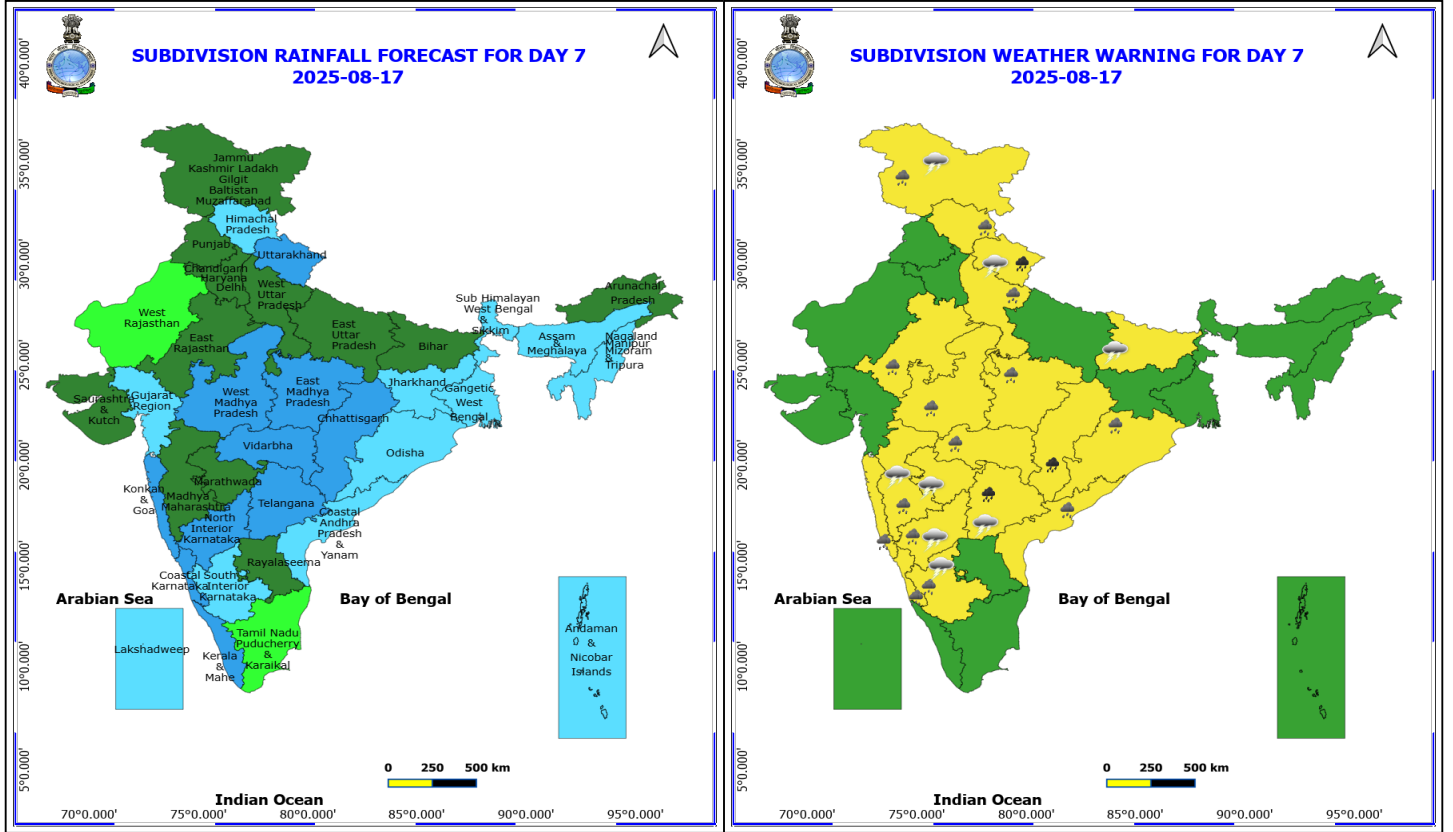 SUBDIVISION RAINFALL FORECAST FOR DAY 7
2025-08-17
40°0.000'
35°0.000'
30°0.000'
25°0.000'
20°0.000'
15°0.000'
10°0.000'
5°0.000'
Jammu
Kashmir Ladakh
Gilgit
Baltistan
Muzaffarabad
Himachal
Pradesh
Punjab
Uttarakhand
Chandigarh
Haryana
Delhi
West
Uttar
Pradesh
West
Rajasthan
East
Rajasthan
East
Uttar
Pradesh
Bihar
Sub Himalayan
West Bengal
&
Sikkim
Arunachal
Pradesh
Assam
&
Meghalaya
Nagaland
Manipur
Mizoram
&
Tripura
Saurashtra
&
Kutch
Gujarat
Region
West
Madhya
Pradesh
East
Madhya
Pradesh
Jharkhand
Gangetic
West
Bengal
Chhattisgarh
Vidarbha
Odisha
Konkan
&
Goa
Madhya
Maharashtra
Marathwada
Telangana
North
Interior
Karnataka
Coastal
Andhra
Pradesh
&
Yanam
Rayalaseema
Coastal
Karnataka
South
Interior
Karnataka
Arabian Sea
Bay of Bengal
Lakshadweep
Kerala
&
Mahe
Tamil Nadu
Puducherry
&
Karaikal
Andaman
&
Nicobar
Islands
0 250 500 km
Indian Ocean
70°0.000' 75°0.000' 80°0.000' 85°0.000' 90°0.000' 95°0.000'
SUBDIVISION WEATHER WARNING FOR DAY 7
2025-08-17
40°0.000'
35°0.000'
30°0.000'
25°0.000'
20°0.000'
15°0.000'
10°0.000'
5°0.000'
Arabian Sea
Bay of Bengal
0 250 500 km
Indian Ocean
70°0.000' 75°0.000' 80°0.000' 85°0.000' 90°0.000' 95°0.000'